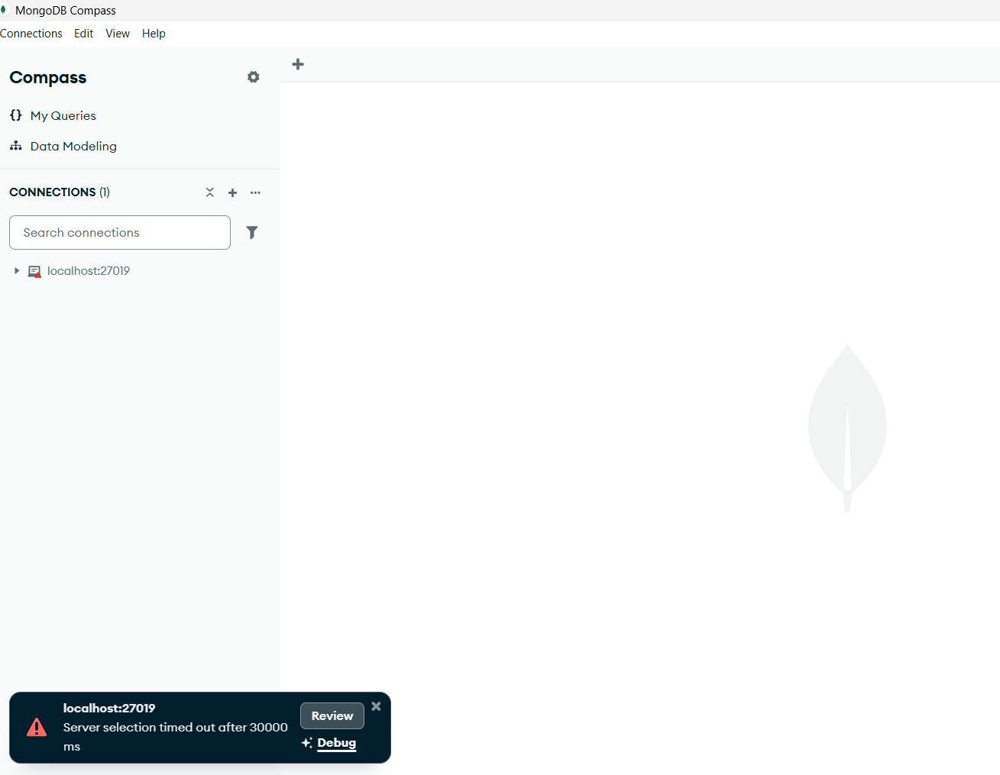 MongoDB Compass
Connections Edit View Help
Compass
My Queries
Data Modeling
CONNECTIONS (1)
Search connections
localhost:27019
localhost:27019
Server selection timed out after 30000
ms
Review
Debug